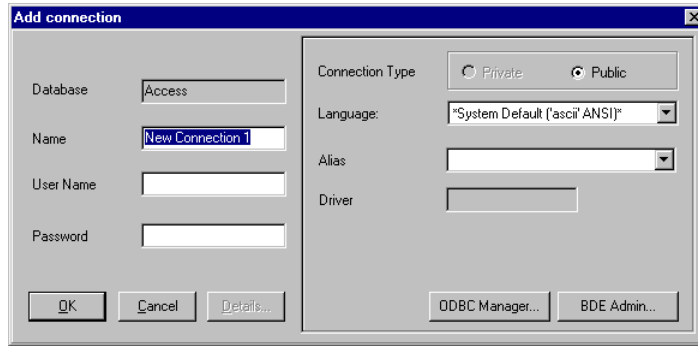 Add connection
Database
Access
Name
New Connection 1
User Name
Password
OK
Cancel
Details...
Connection Type
Private
Public
Language:
*System Default ('ascii' ANSI)*
Alias
Driver
ODBC Manager...
BDE Admin...